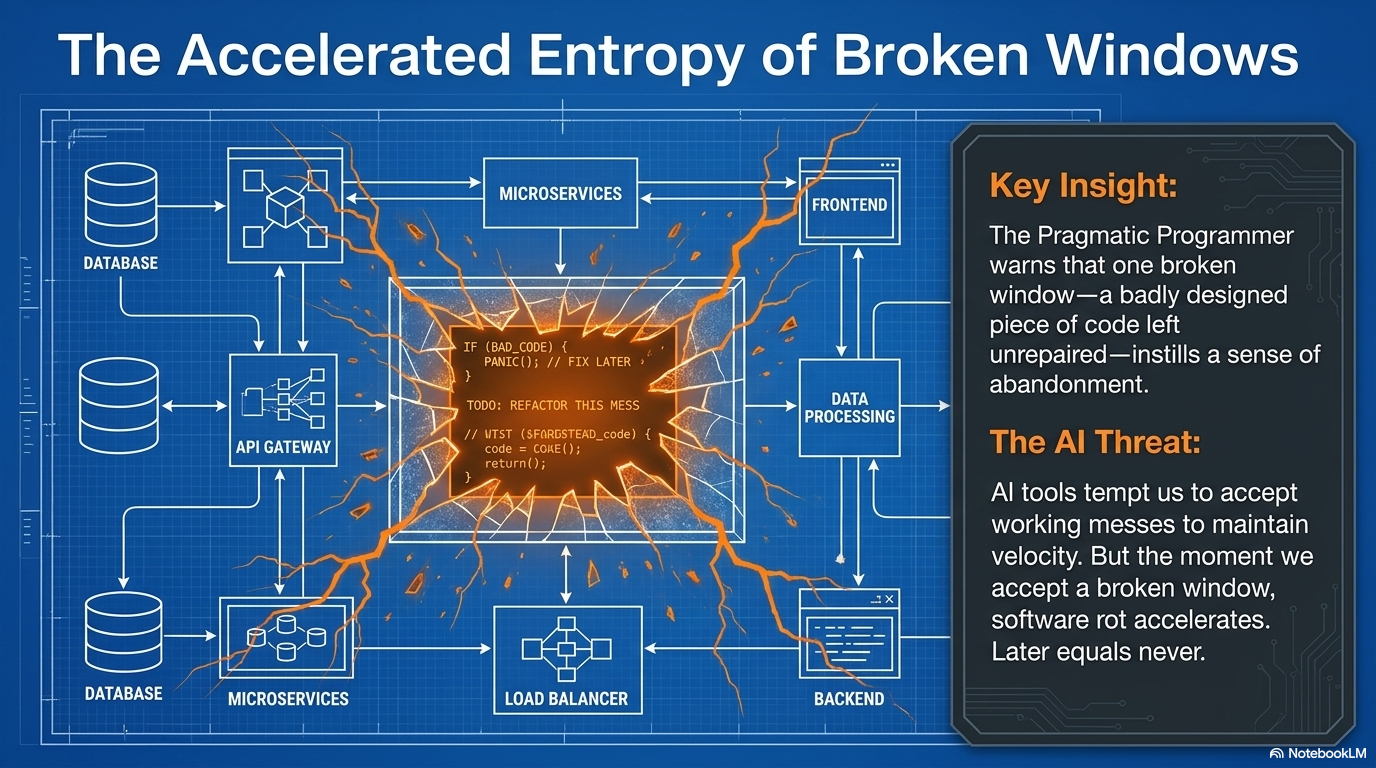 The Accelerated Entropy of Broken Windows
DATABASE
MICROSERVICES
FRONTEND
API GATEWAY
IF (BAD_CODE) {
PANIC(); // FIX LATER
}
TODO: REFACTOR THIS MESS
// (_code) {
code = ();
return();
}
DATA
PROCESSING
DATABASE
MICROSERVICES
LOAD BALANCER
BACKEND
Key Insight:
The Pragmatic Programmer
warns that one broken
window—a badly designed
piece of code left
unrepaired—instills a sense of
abandonment.
The AI Threat:
AI tools tempt us to accept
working messes to maintain
velocity. But the moment we
accept a broken window,
software rot accelerates.
Later equals never.
NotebookLM